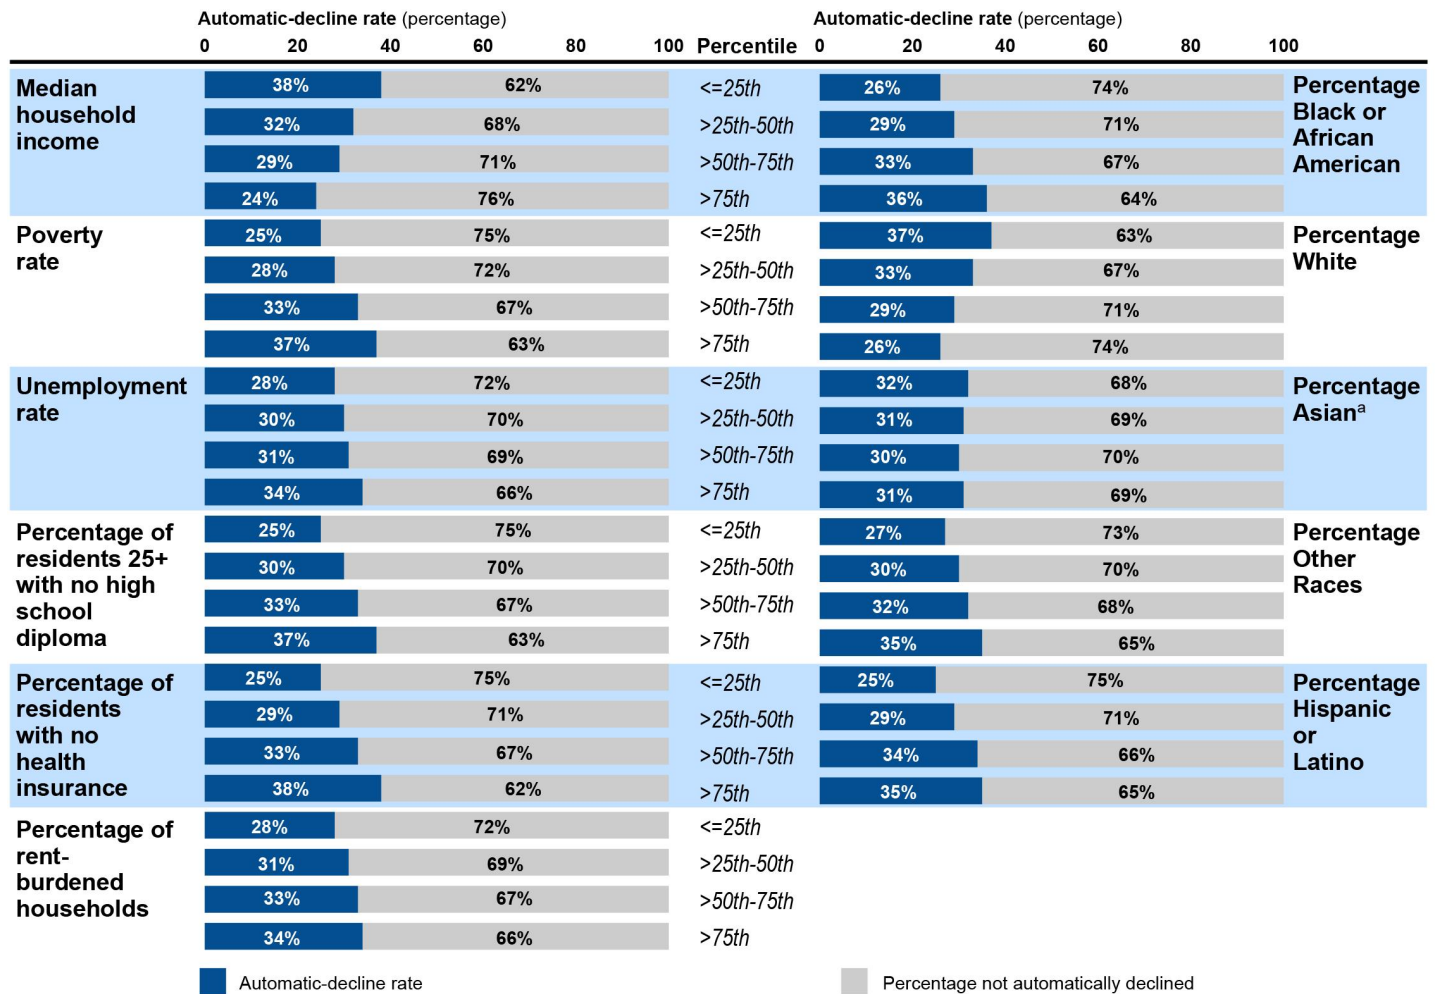 Automatic-decline rate (percentage) Automatic-decline rate (percentage)
0 20 40 60 80 100 Percentile 0 20 40 60 80 100
Median household income
38% 62% <=25th 26% 74%
32% 68% >25th-50th 29% 71%
29% 71% >50th-75th 33% 67%
24% 76% >75th 36% 64%
Percentage Black or African American
Poverty rate
25% 75% <=25th 37% 63%
28% 72% >25th-50th 33% 67%
33% 67% >50th-75th 29% 71%
37% 63% >75th 26% 74%
Percentage White
Unemployment rate
28% 72% <=25th 32% 68%
30% 70% >25th-50th 31% 69%
31% 69% >50th-75th 30% 70%
34% 66% >75th 31% 69%
Percentage Asianᵃ
Percentage of residents 25+ with no high school diploma
25% 75% <=25th 27% 73%
30% 70% >25th-50th 30% 70%
33% 67% >50th-75th 32% 68%
37% 63% >75th 35% 65%
Percentage Other Races
Percentage of residents with no health insurance
25% 75% <=25th 25% 75%
29% 71% >25th-50th 29% 71%
33% 67% >50th-75th 34% 66%
38% 62% >75th 35% 65%
Percentage Hispanic or Latino
Percentage of rent-burdened households
28% 72% <=25th
31% 69% >25th-50th
33% 67% >50th-75th
34% 66% >75th
Automatic-decline rate Percentage not automatically declined